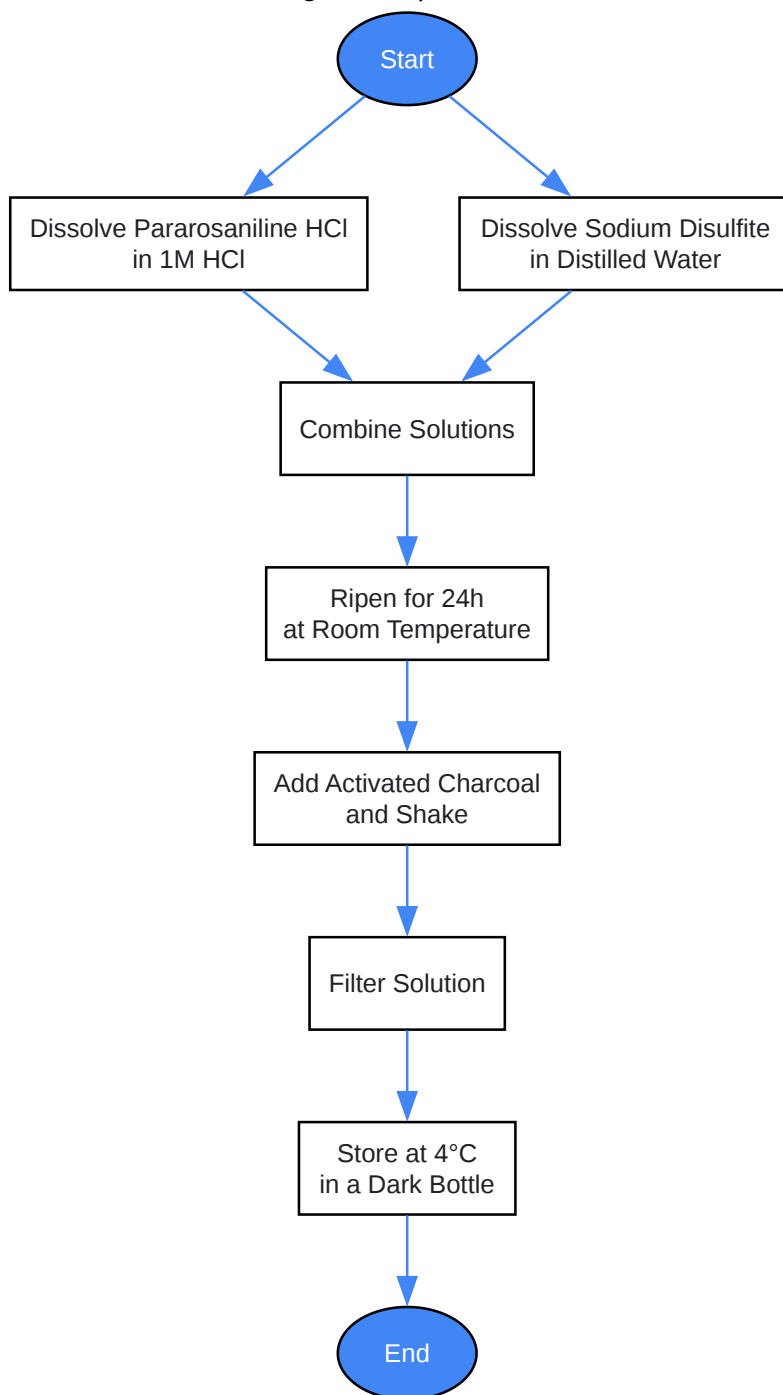 Start
Dissolve Pararosaniline HCl
in 1M HCl
Dissolve Sodium Disulfite
in Distilled Water
Combine Solutions
Ripen for 24h
at Room Temperature
Add Activated Charcoal
and Shake
Filter Solution
Store at 4°C
in a Dark Bottle
End